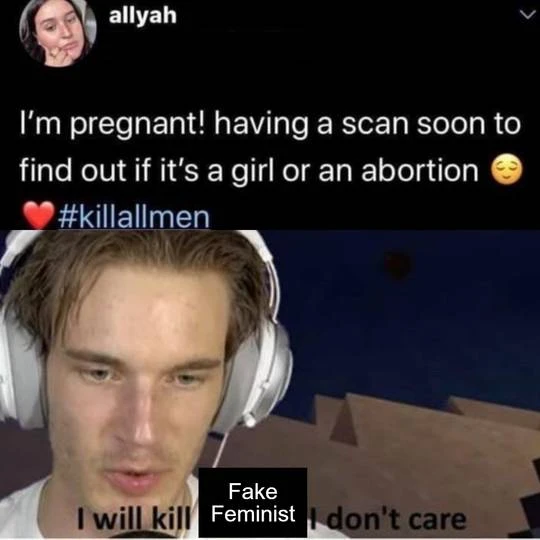 allyah
I'm pregnant! having a scan soon to
find out if it's a girl or an abortion 😌
❤️ #killallmen
I will kill Fake Feminist I don't care